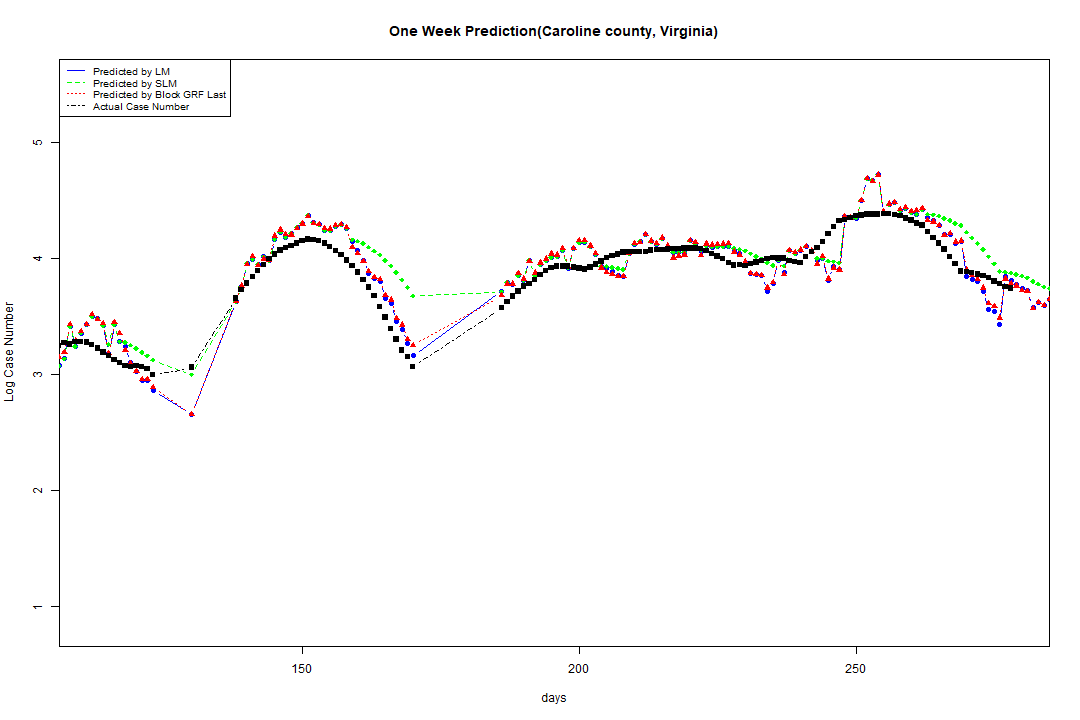 One Week Prediction(Caroline county, Virginia)
Predicted by LM
Predicted by SLM
Predicted by Block GRF Last
Actual Case Number
5
4
3
2
1
Log Case Number
150 200 250
days